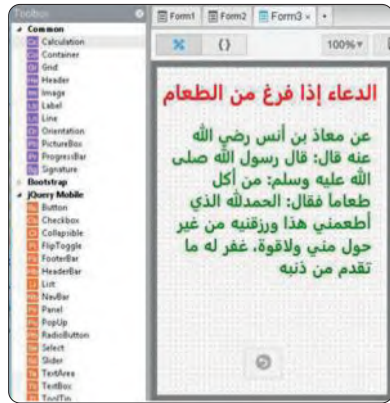 Toolbox
Form1 Form2 Form3 ×
{ } 100%
Common
Calculation
Container
Grid
Header
Image
Label
Line
Orientation
PictureBox
ProgressBar
Signature
Bootstrap
jQuery Mobile
Button
Checkbox
Collapsible
FlipToggle
FooterBar
HeaderBar
List
NavBar
Panel
PopUp
RadioButton
Select
Slider
TextArea
TextBox
ToolTip
الدعاء إذا فرغ من الطعام
عن معاذ بن أنس رضي الله
عنه قال: قال رسول الله صلى
الله عليه وسلم: من أكل
طعاما فقال: الحمدلله الذي
أطعمني هذا ورزقنيه من غير
حول مني ولاقوة، غفر له ما
تقدم من ذنبه